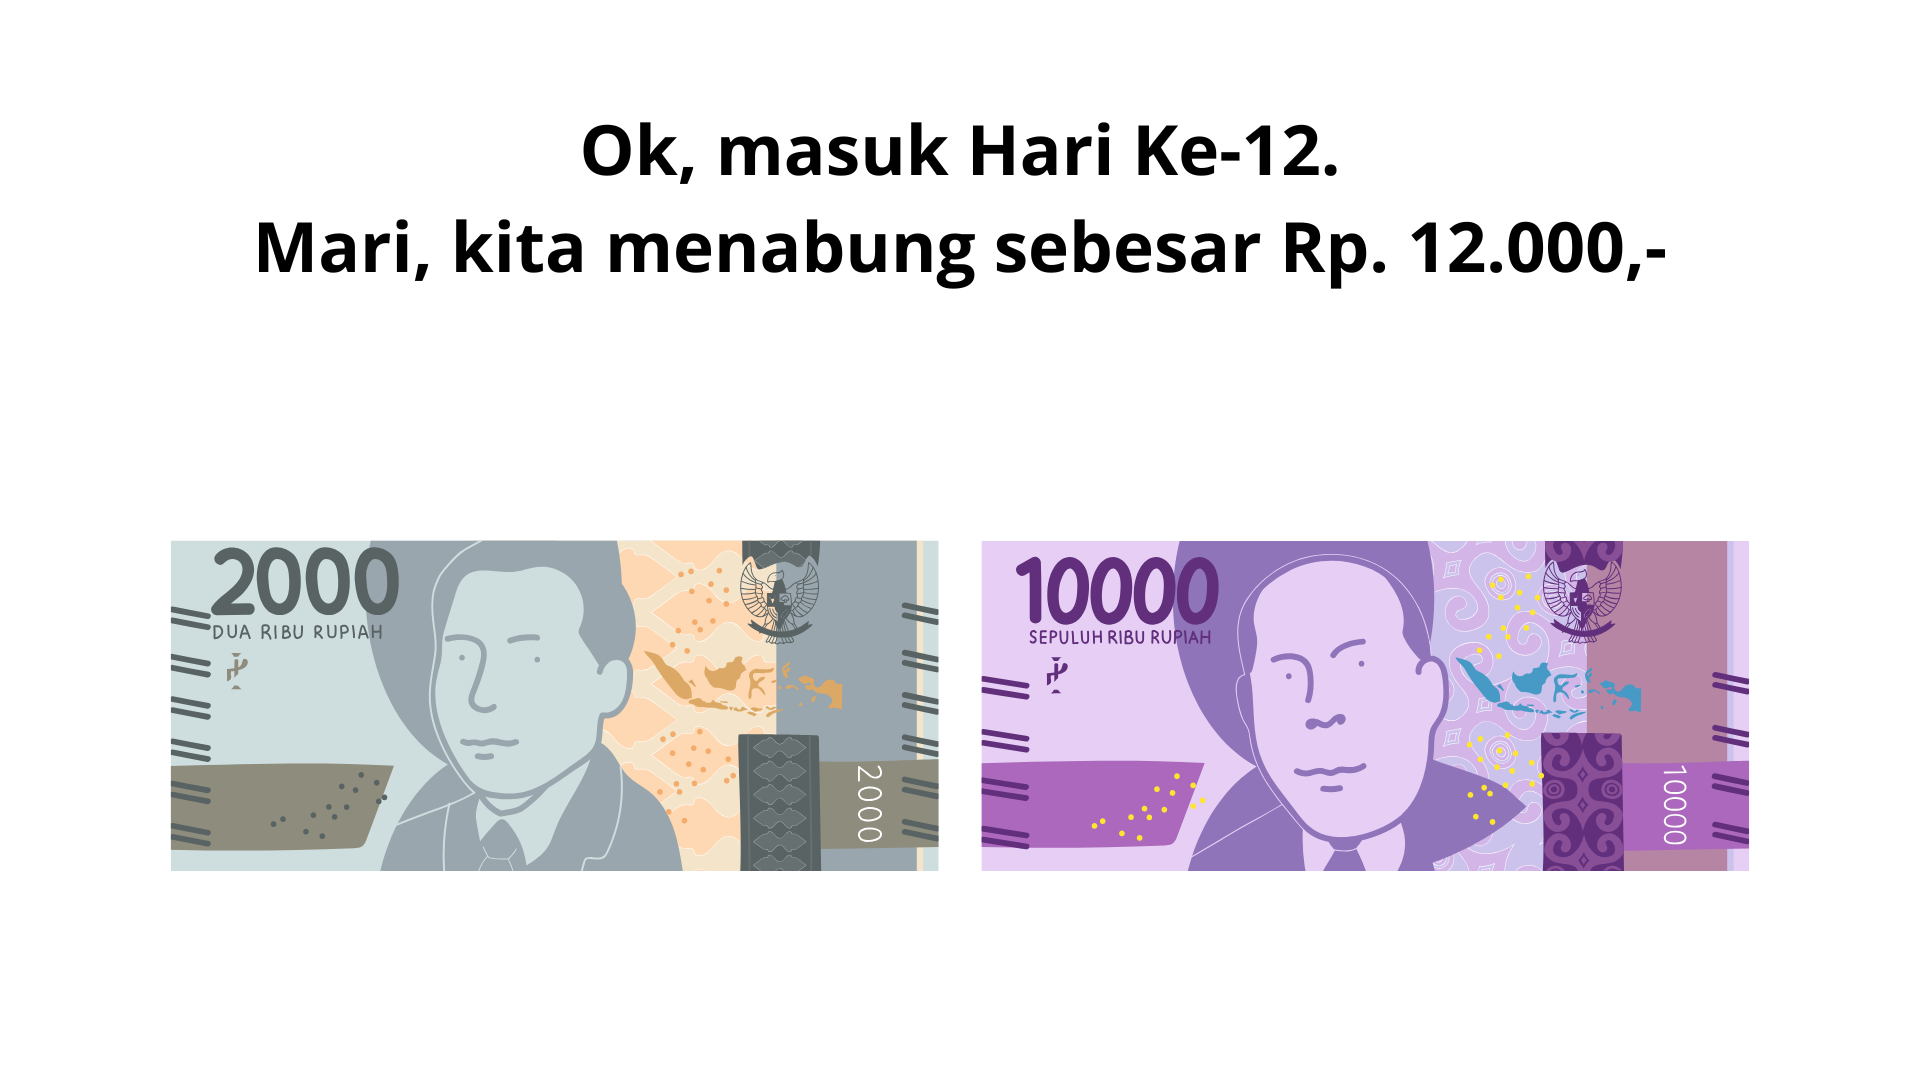 Ok, masuk Hari Ke-12.
Mari, kita menabung sebesar Rp. 12.000,-
2000
DUA RIBU RUPIAH
2000
10000
SEPULUH RIBU RUPIAH
10000